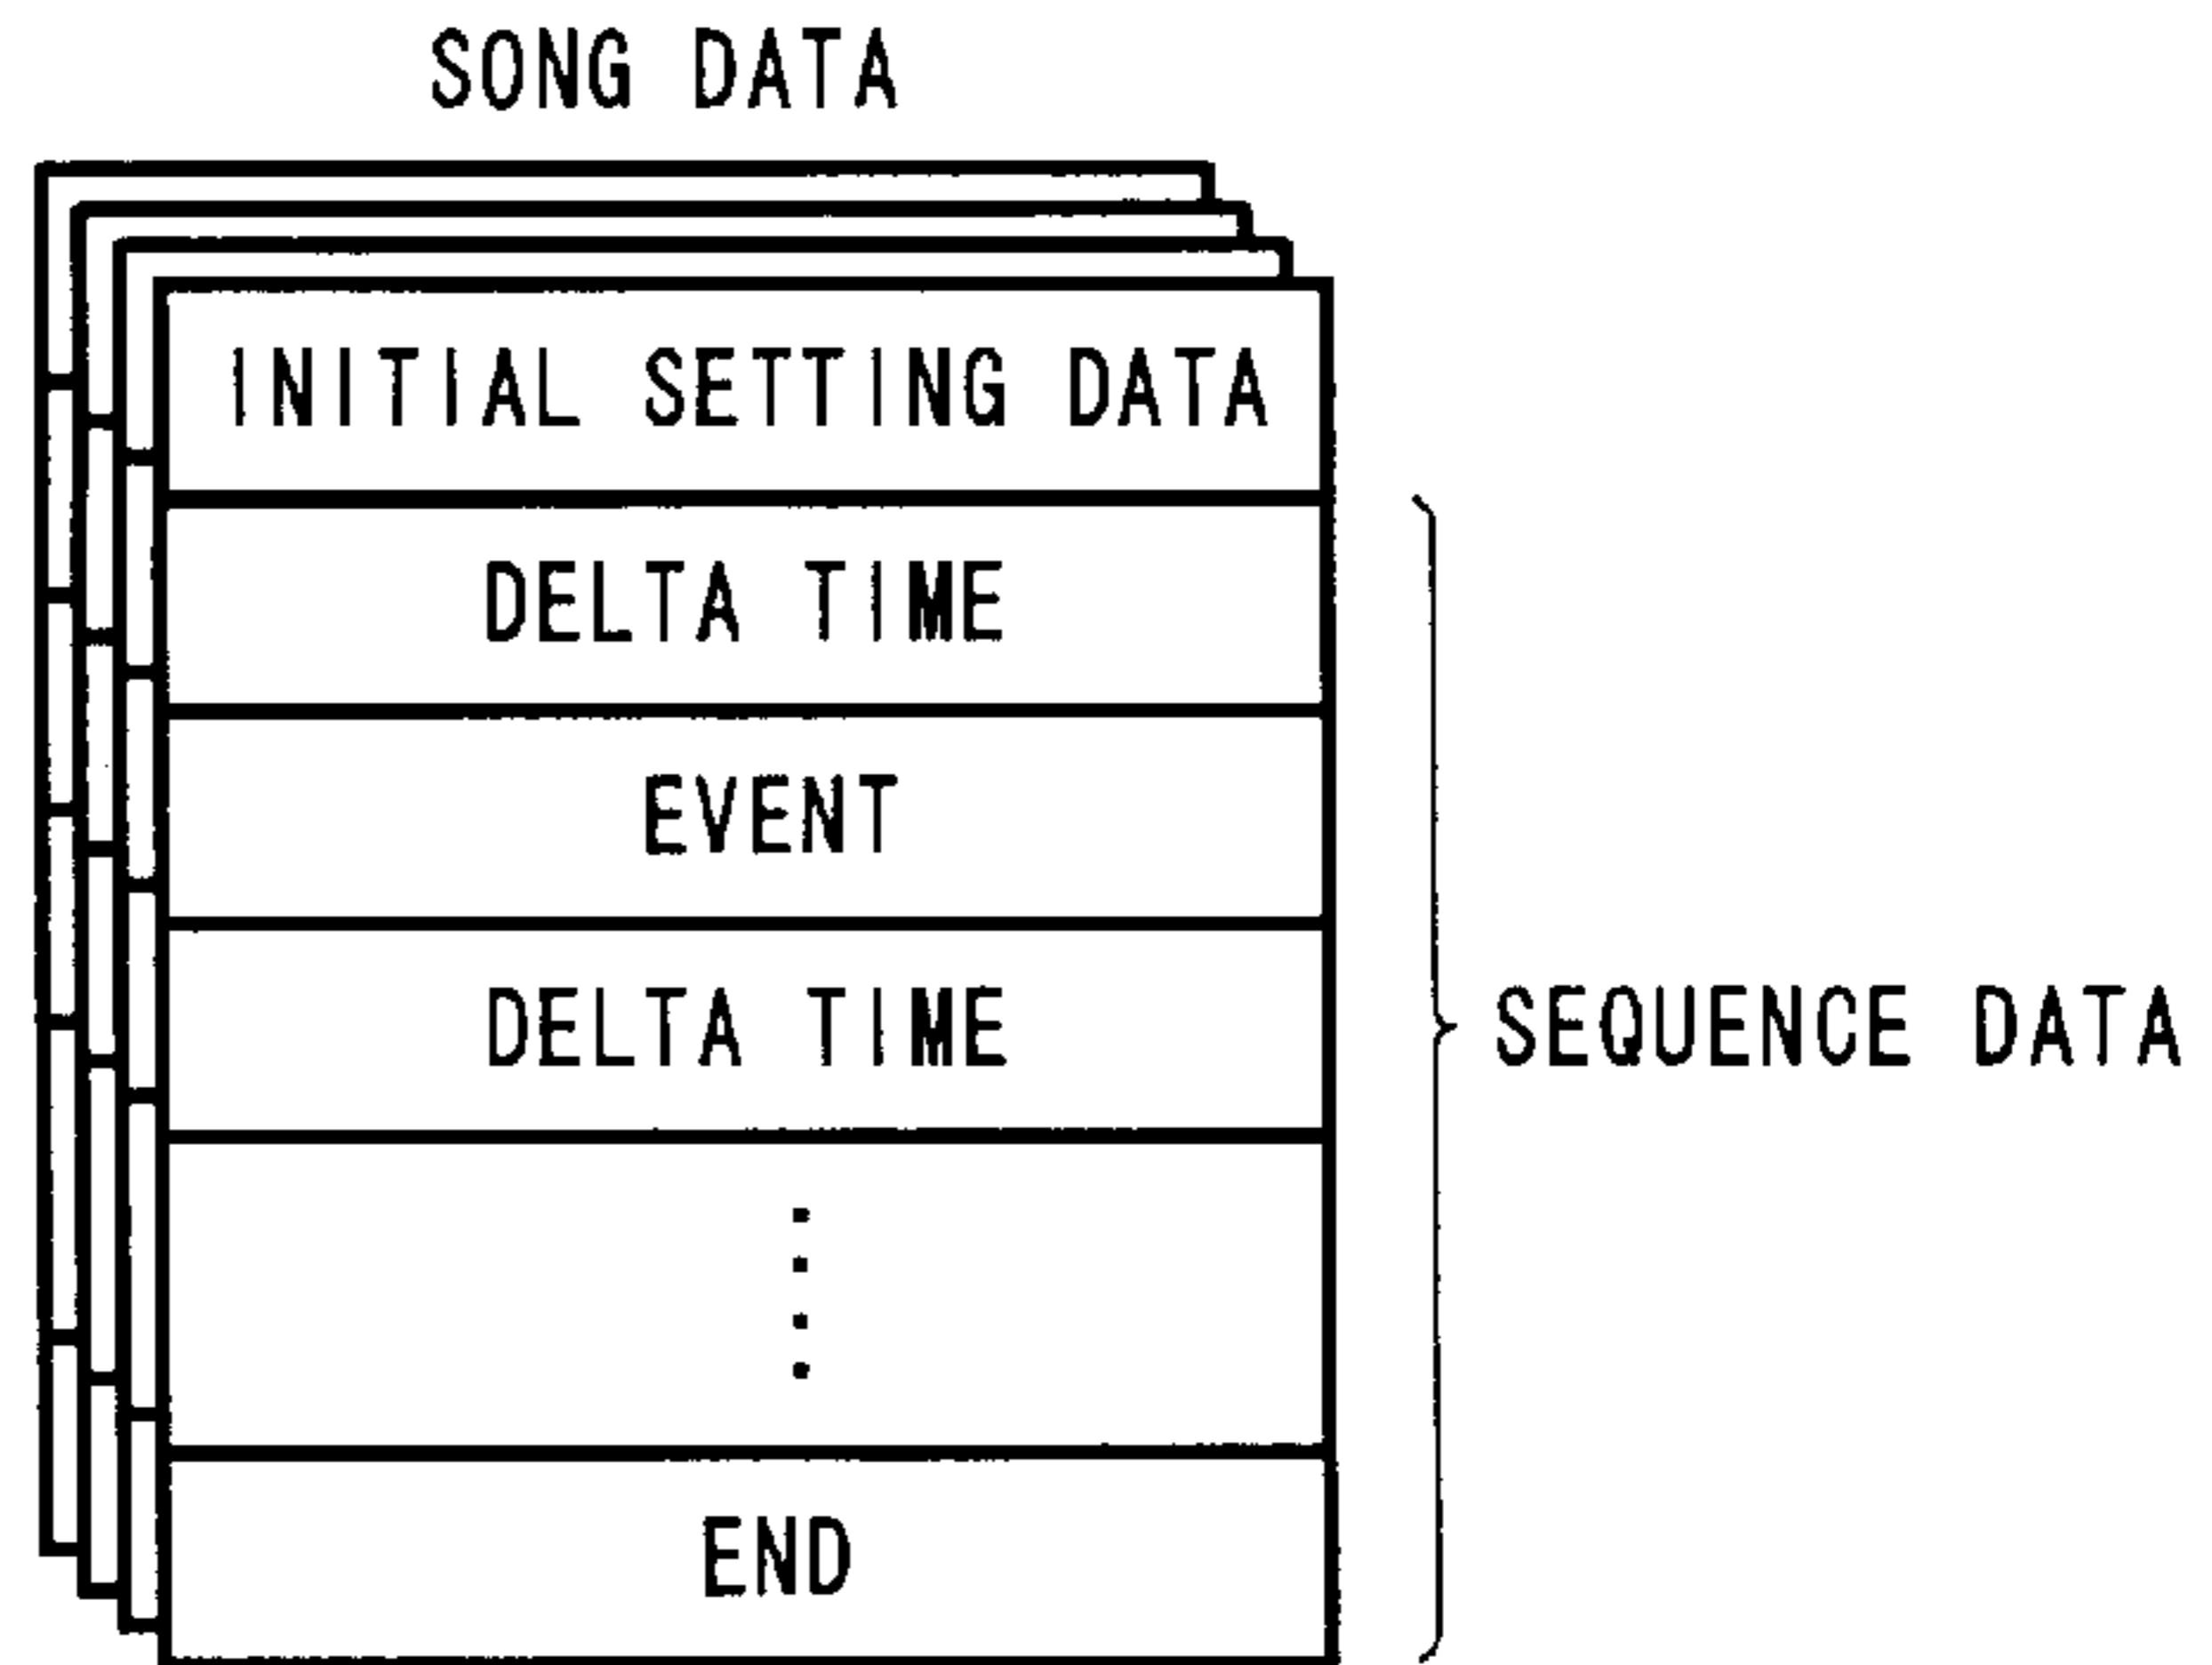 SONG DATA
INITIAL SETTING DATA
DELTA TIME
EVENT
DELTA TIME
SEQUENCE DATA
END